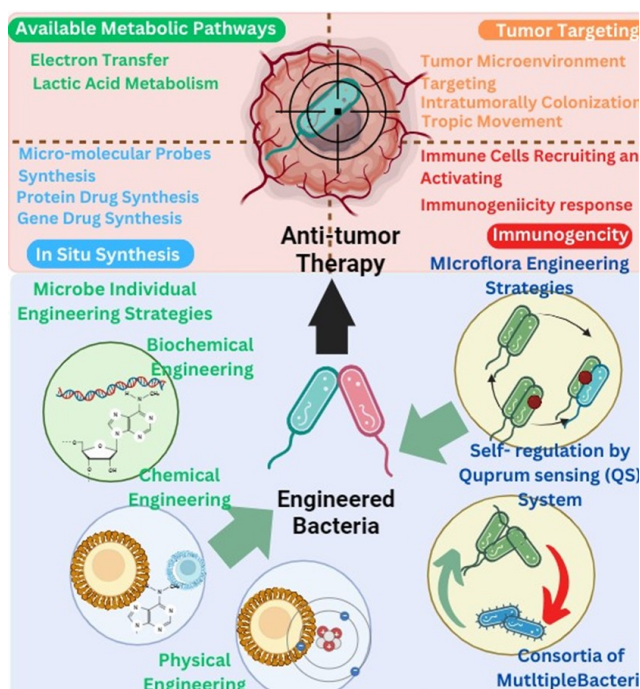 Available Metabolic Pathways
Electron Transfer
Lactic Acid Metabolism
Tumor Targeting
Tumor Microenvironment
Targeting
Intratumorally Colonization
Tropic Movement
Micro-molecular Probes
Synthesis
Protein Drug Synthesis
Gene Drug Synthesis
In Situ Synthesis
Immune Cells Recruiting an
Activating
Immunogeniicity response
Immunogencity
Anti-tumor
Therapy
Microbe Individual
Engineering Strategies
Biochemical
Engineering
Chemical
Engineering
Physical
Engineering
Engineered
Bacteria
MIcroflora Engineering
Strategies
Self- regulation by
Quprum sensing (QS)
System
Consortia of
MutltipleBacteri